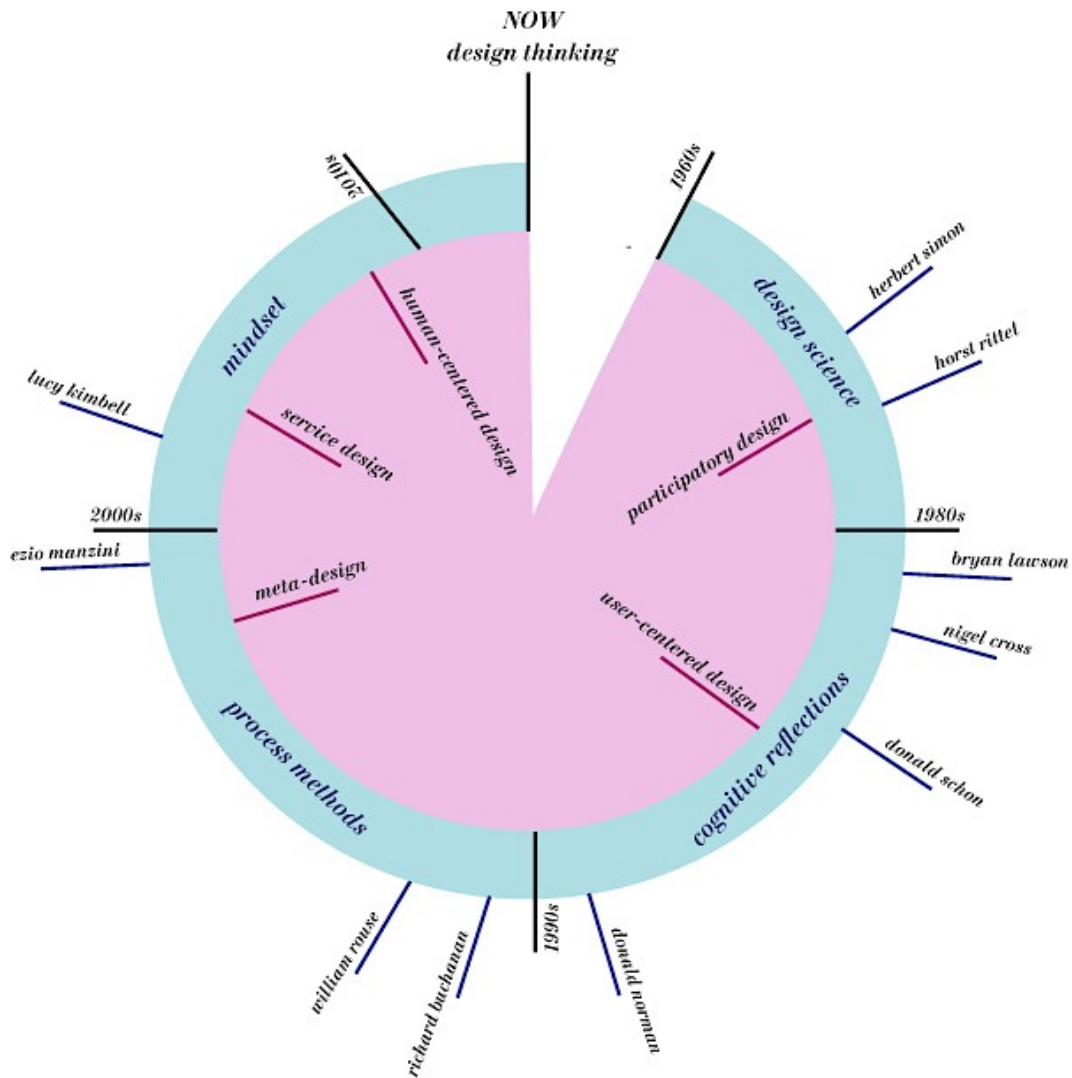 NOW
design thinking
1960s
design science
herbert simon
horst rittel
participatory design
1980s
bryan lawson
nigel cross
donald schon
user-centered design
cognitive reflections
donald norman
1990s
richard buchanan
william rouse
process methods
meta-design
ezio manzini
2000s
lucy kimbell
service design
mindset
human-centered design
2010s